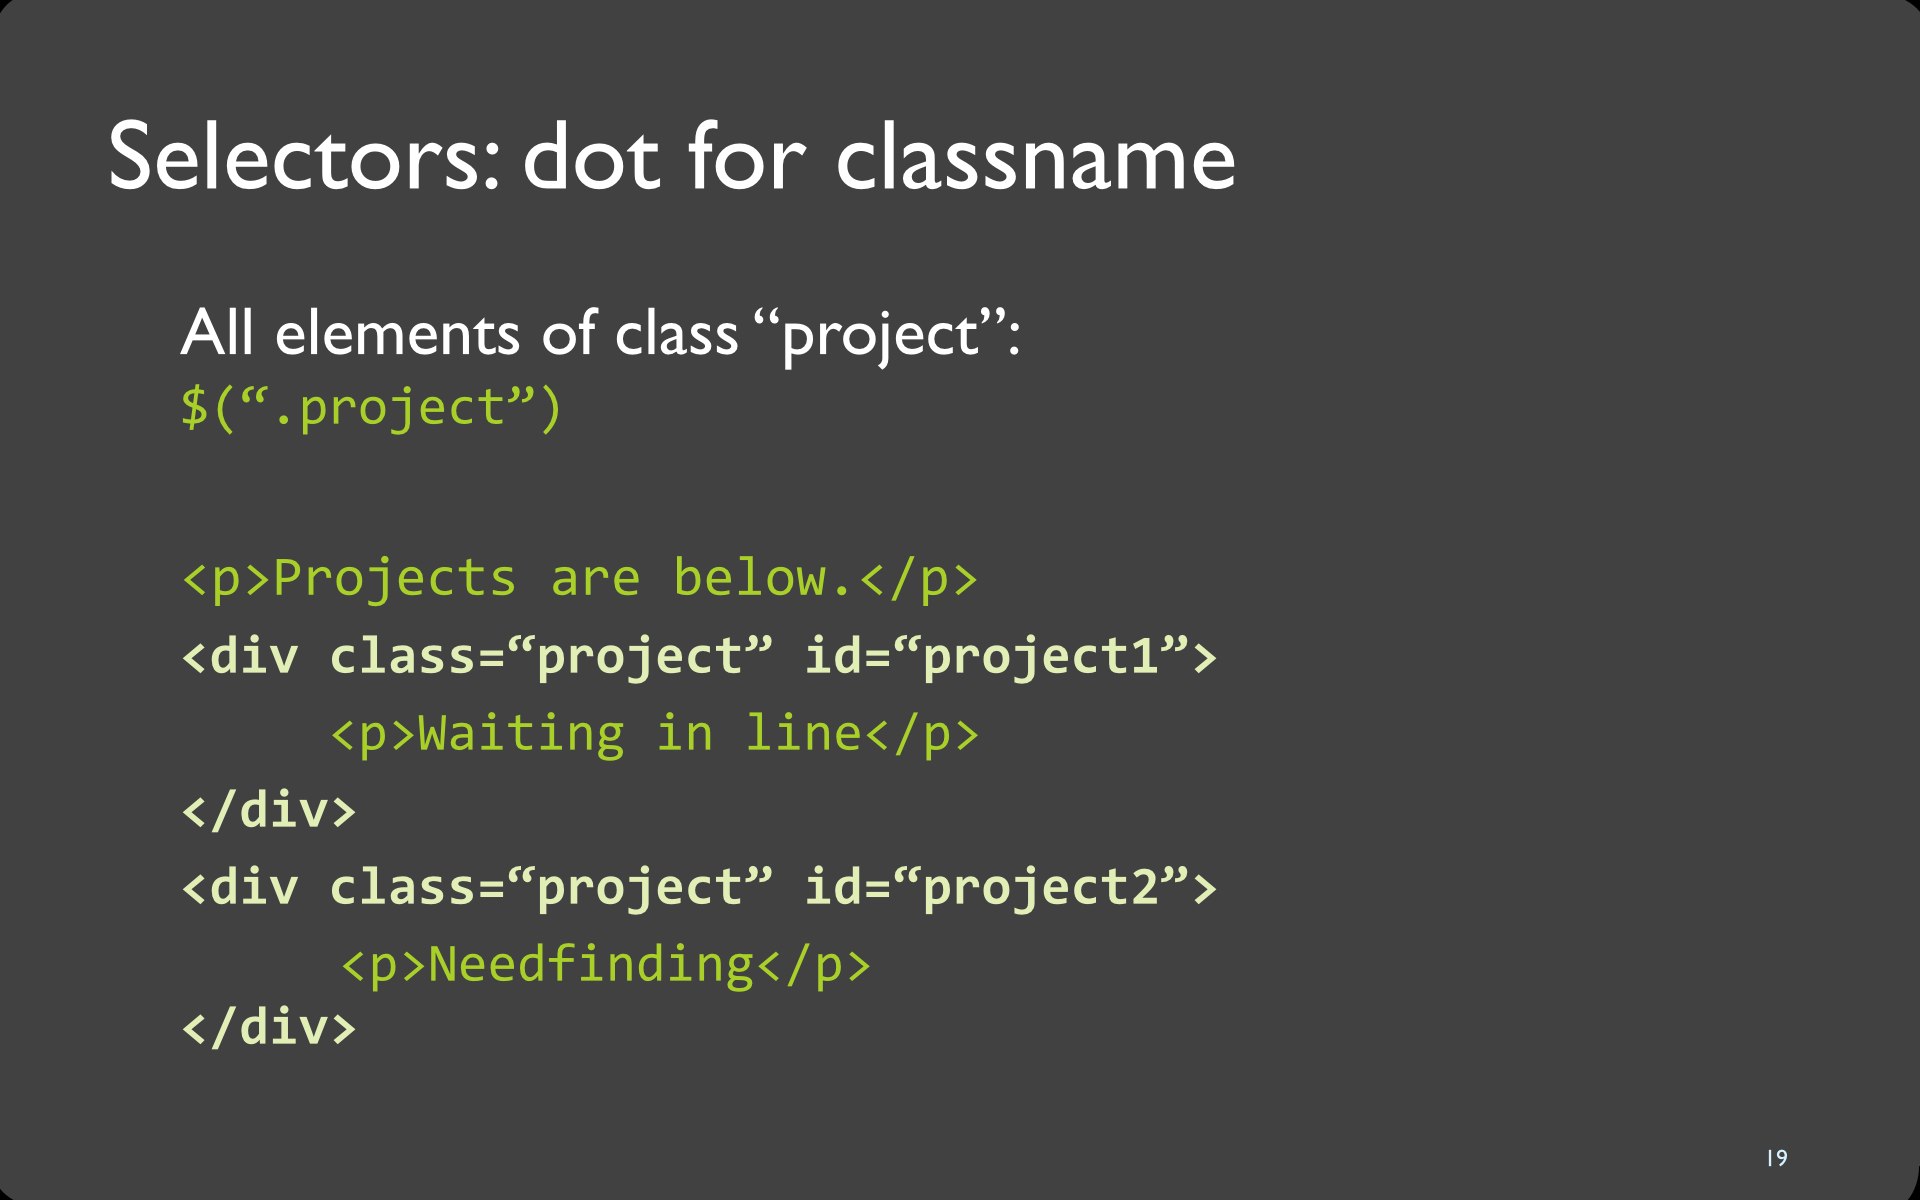 Selectors: dot for classname
All elements of class “project”:
$(“.project”)
<p>Projects are below.</p>
<div class=“project” id=“project1”>
<p>Waiting in line</p>
</div>
<div class=“project” id=“project2”>
<p>Needfinding</p>
</div>
19